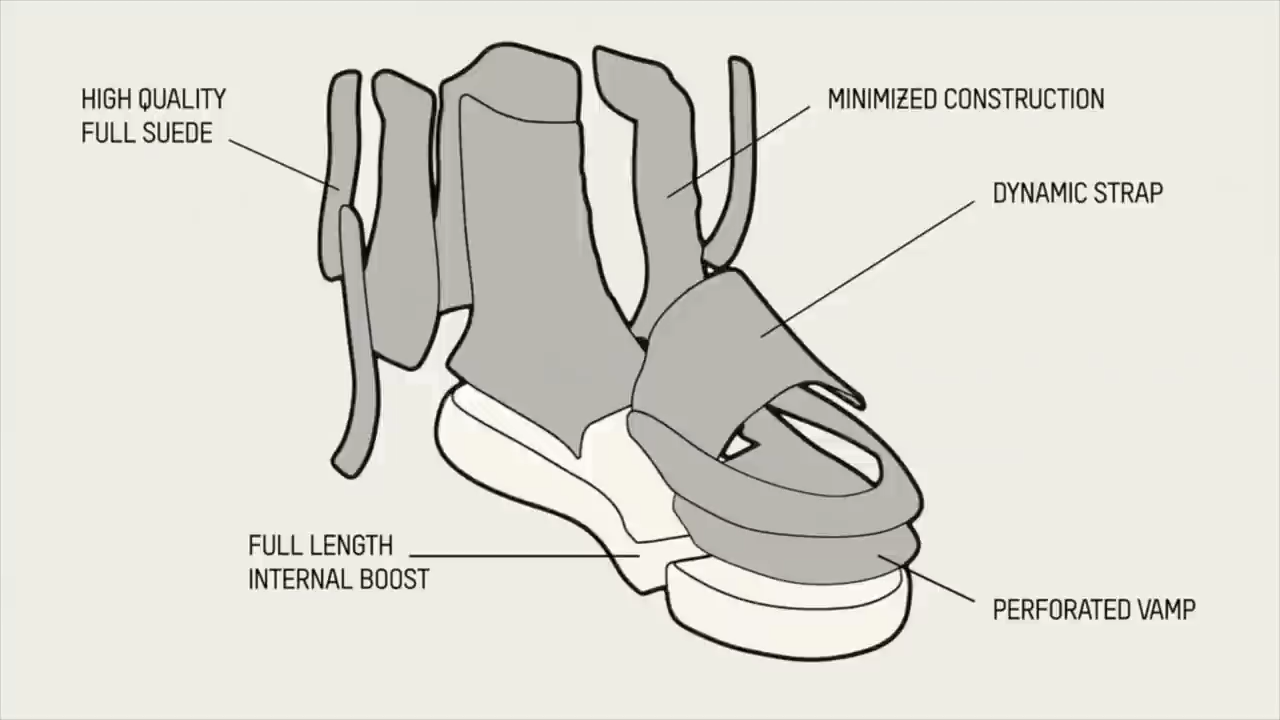 HIGH QUALITY
FULL SUEDE
MINIMIZED CONSTRUCTION
DYNAMIC STRAP
FULL LENGTH
INTERNAL BOOST
PERFORATED VAMP